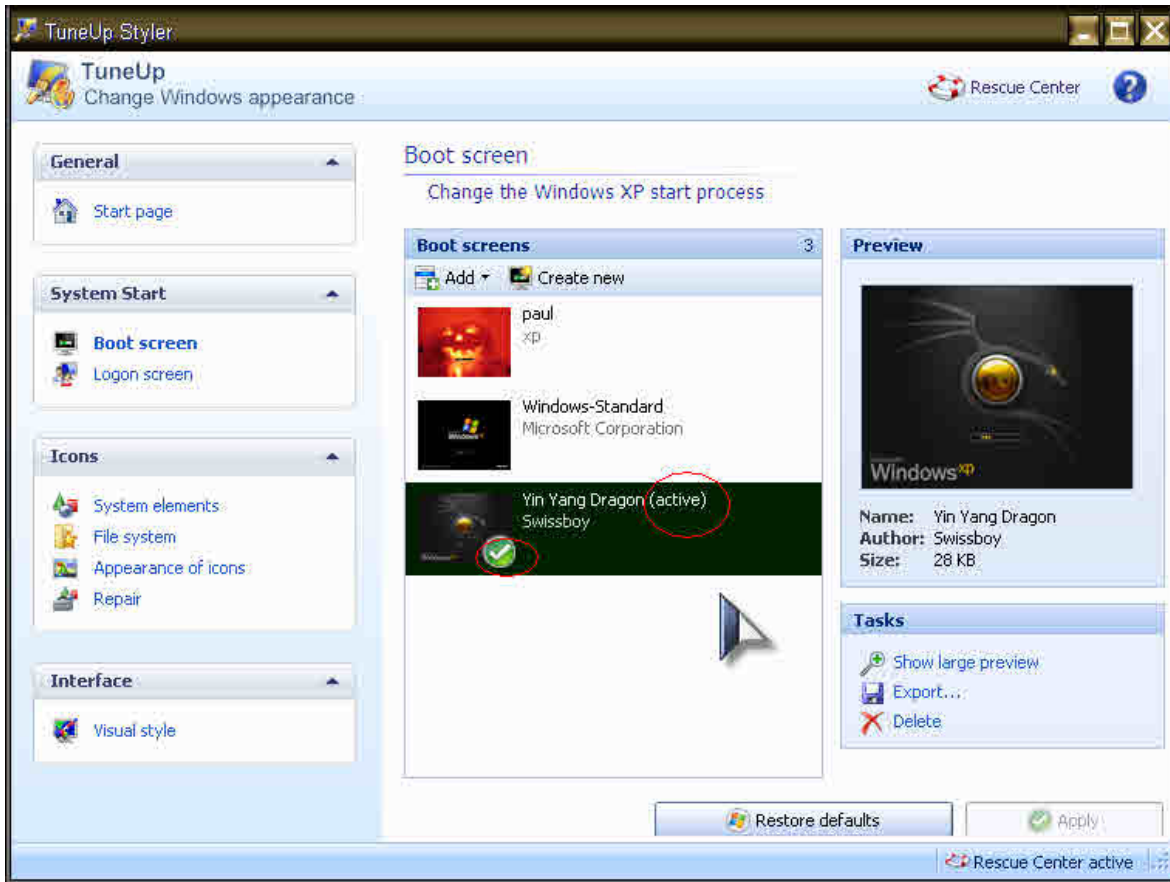 TuneUp Styler
TuneUp
Change Windows appearance
Rescue Center
General
Start page
System Start
Boot screen
Logon screen
Icons
System elements
File system
Appearance of icons
Repair
Interface
Visual style
Boot screen
Change the Windows XP start process
Boot screens 3
Add Create new
paul
xp
Windows-Standard
Microsoft Corporation
Yin Yang Dragon (active)
Swissboy
Preview
Windows xp
Name: Yin Yang Dragon
Author: Swissboy
Size: 28 KB
Tasks
Show large preview
Export...
Delete
Restore defaults
Apply
Rescue Center active